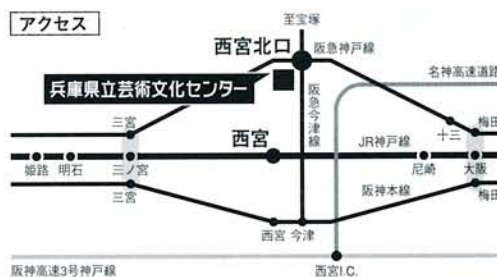 アクセス
至宝塚
西宮北口
阪急神戸線
兵庫県立芸術文化センター
阪急今津線
名神高速道路
三宮
西宮
JR神戸線
十三
梅田
姫路
明石
三ノ宮
尼崎
大阪
三宮
阪神本線
梅田
西宮
今津
阪神高速3号神戸線
西宮I.C.